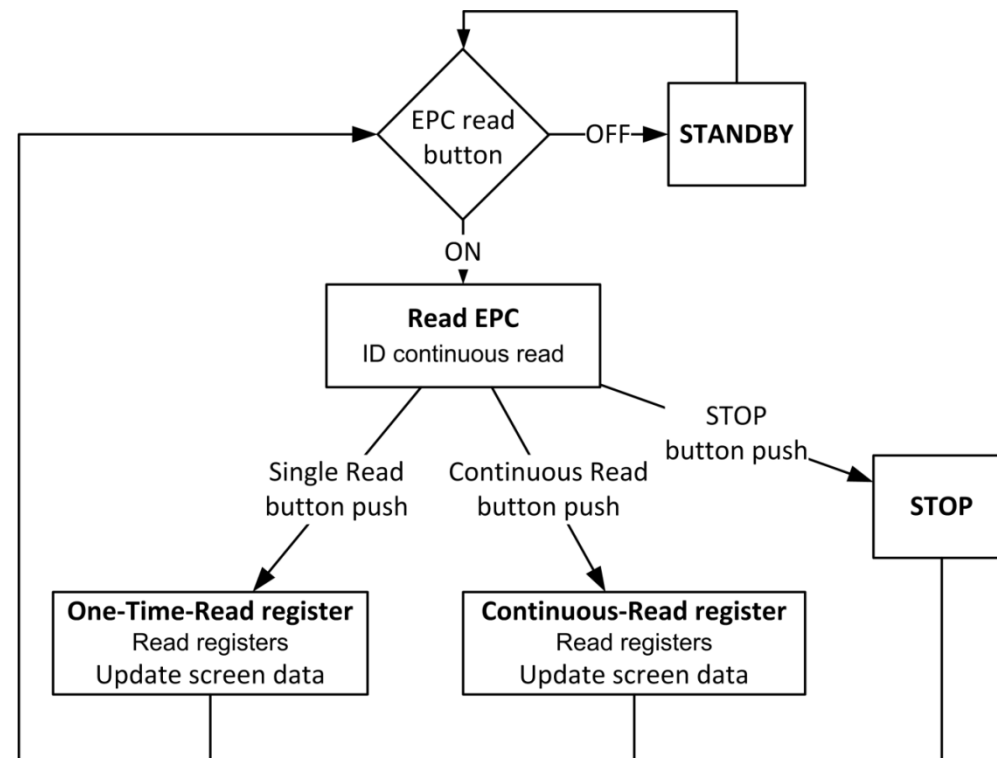 EPC read
button
OFF
STANDBY
ON
Read EPC
ID continuous read
STOP
button push
Single Read
button push
Continuous Read
button push
STOP
One-Time-Read register
Read registers
Update screen data
Continuous-Read register
Read registers
Update screen data